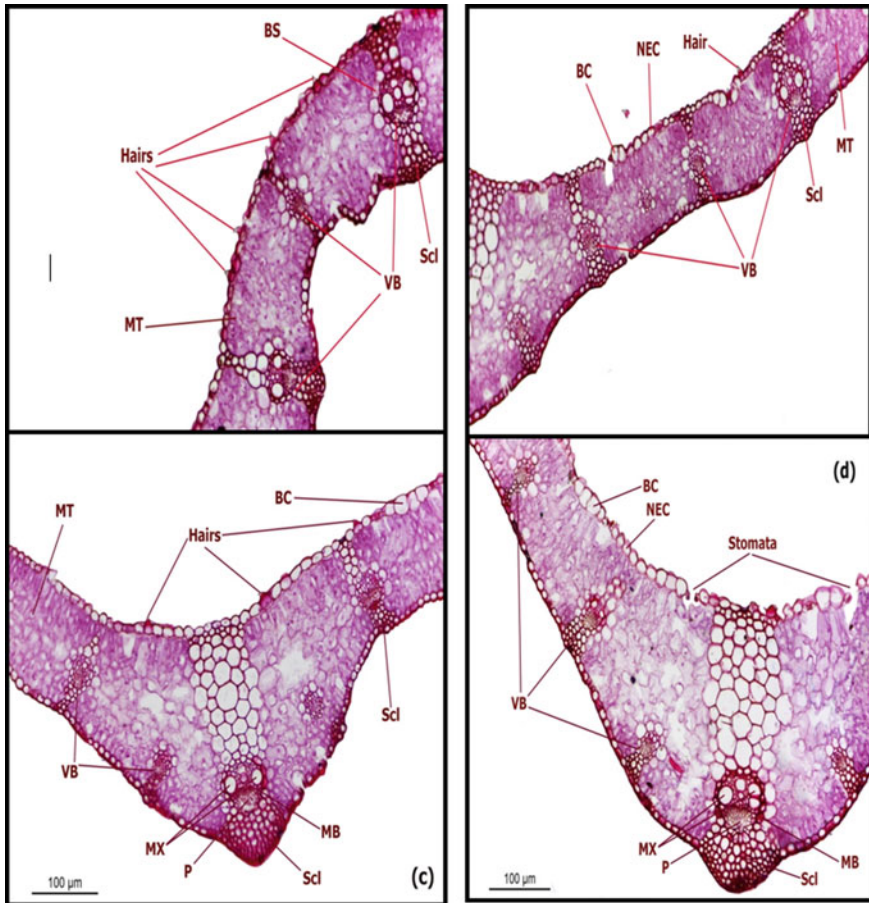 BS
Hairs
Scl
VB
MT
Hair
NEC
BC
MT
Scl
VB
BC
MT
Hairs
Scl
VB
MB
MX
P
Scl
100 µm
(c)
(d)
BC
NEC
Stomata
VB
MX
MB
P
Scl
100 µm